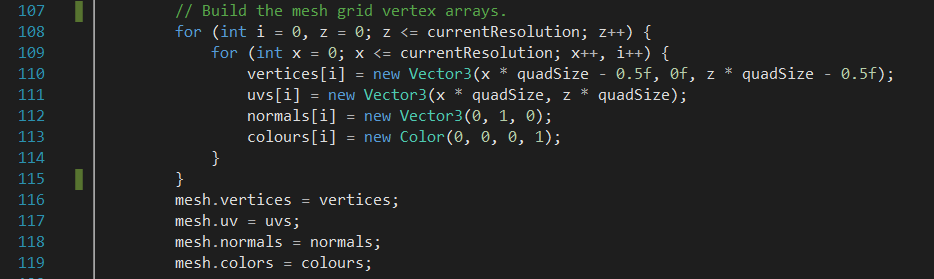 107 // Build the mesh grid vertex arrays.
108 for (int i = 0, z = 0; z <= currentResolution; z++) {
109 for (int x = 0; x <= currentResolution; x++, i++) {
110 vertices[i] = new Vector3(x * quadSize - 0.5f, 0f, z * quadSize - 0.5f);
111 uvs[i] = new Vector3(x * quadSize, z * quadSize);
112 normals[i] = new Vector3(0, 1, 0);
113 colours[i] = new Color(0, 0, 0, 1);
114 }
115 }
116 mesh.vertices = vertices;
117 mesh.uv = uvs;
118 mesh.normals = normals;
119 mesh.colors = colours;